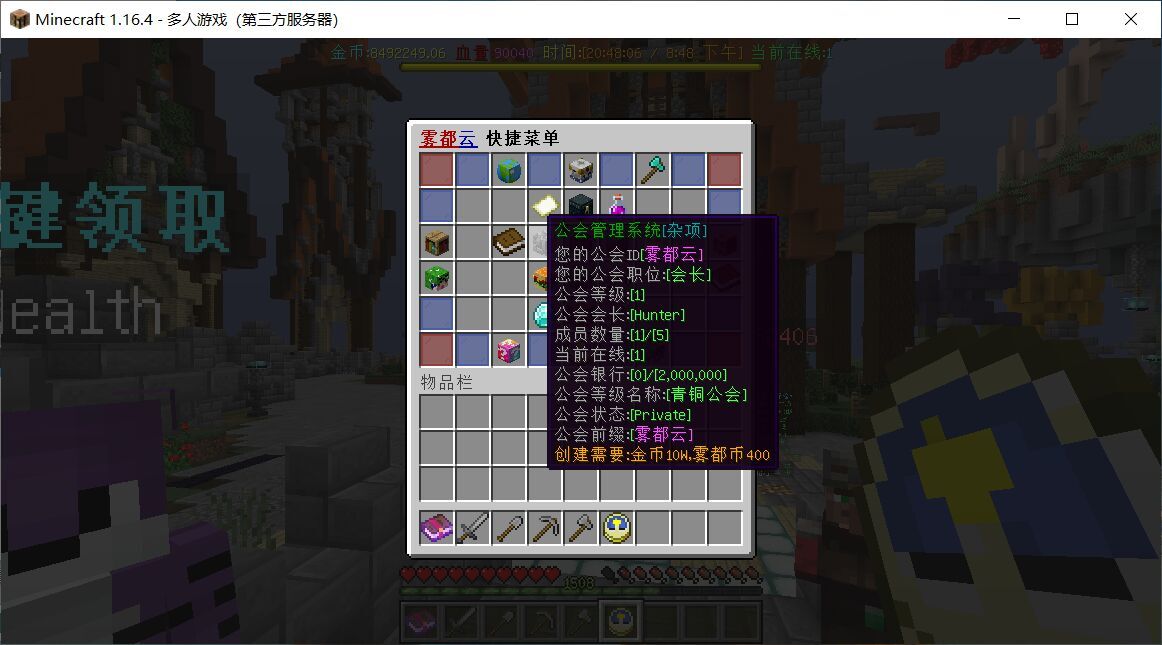 Minecraft 1.16.4 - 多人游戏（第三方服务器）
金币:8492249.06 血量 90040 时间:[20:48:06 / 8:48 下午] 当前在线:1
雾都云 快捷菜单
键领取
ealth
公会管理系统[杂项]
您的公会ID[雾都云]
您的公会职位:[会长]
公会等级:[1]
公会会长:[Hunter]
成员数量:[1]/[5]
当前在线:[1]
公会银行:[0]/[2,000,000]
公会等级名称:[青铜公会]
公会状态:[Private]
公会前缀:[雾都云]
创建需要:金币10W,雾都币400
406
物品栏
1508